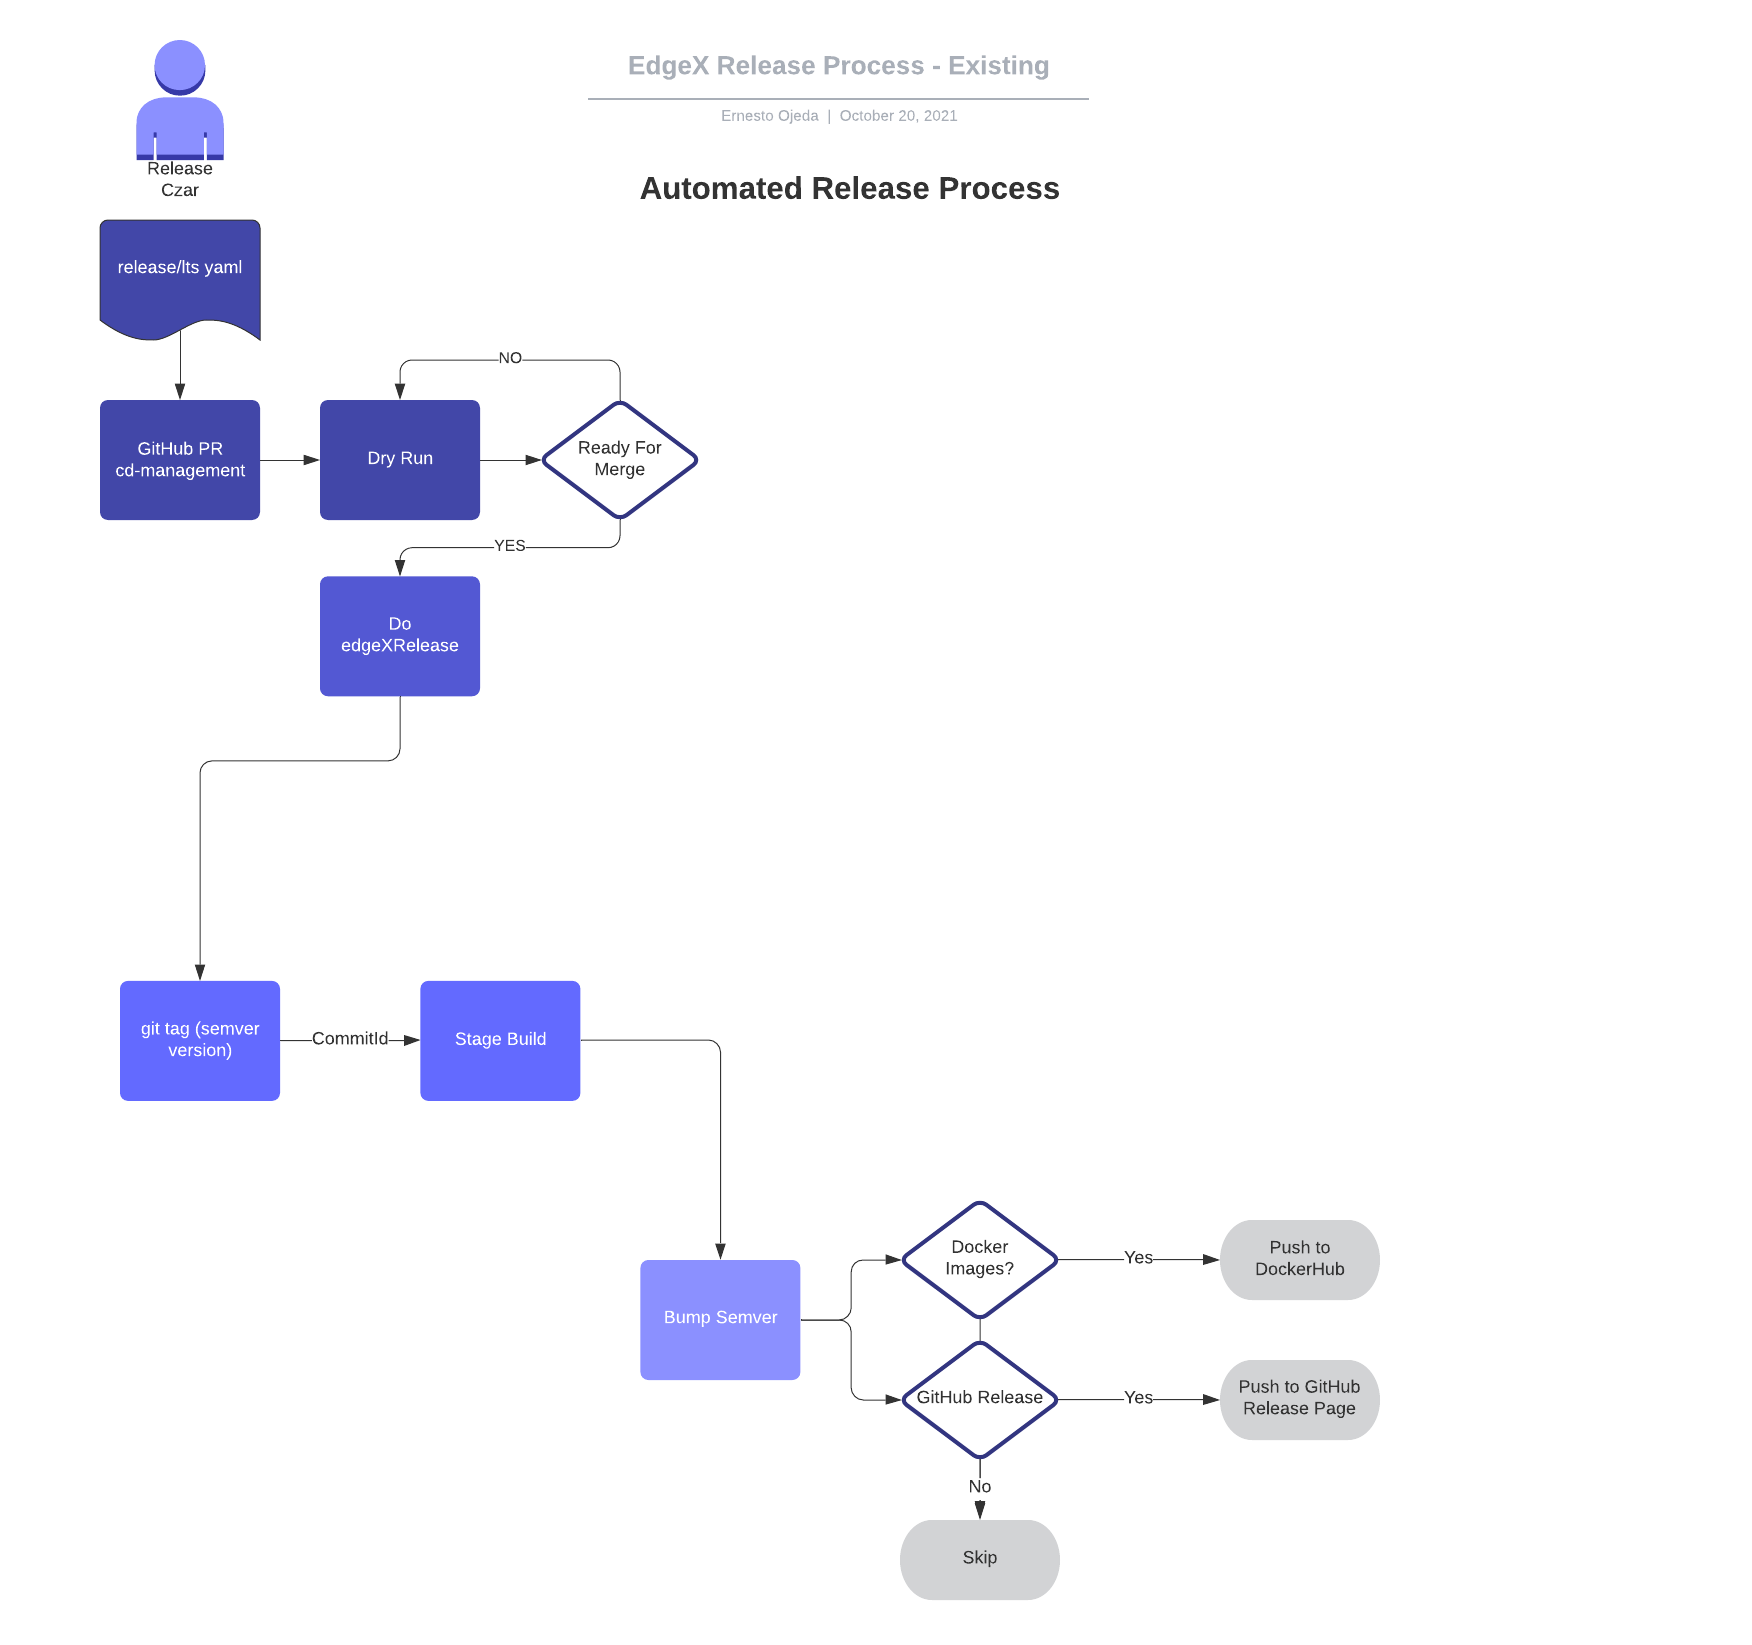 EdgeX Release Process - Existing
Ernesto Ojeda | October 20, 2021
Release
Czar
Automated Release Process
release/lts yaml
NO
GitHub PR
cd-management
Dry Run
Ready For
Merge
YES
Do
edgeXRelease
git tag (semver
version)
CommitId
Stage Build
Docker
Images?
Yes
Push to
DockerHub
Bump Semver
GitHub Release
Yes
Push to GitHub
Release Page
No
Skip